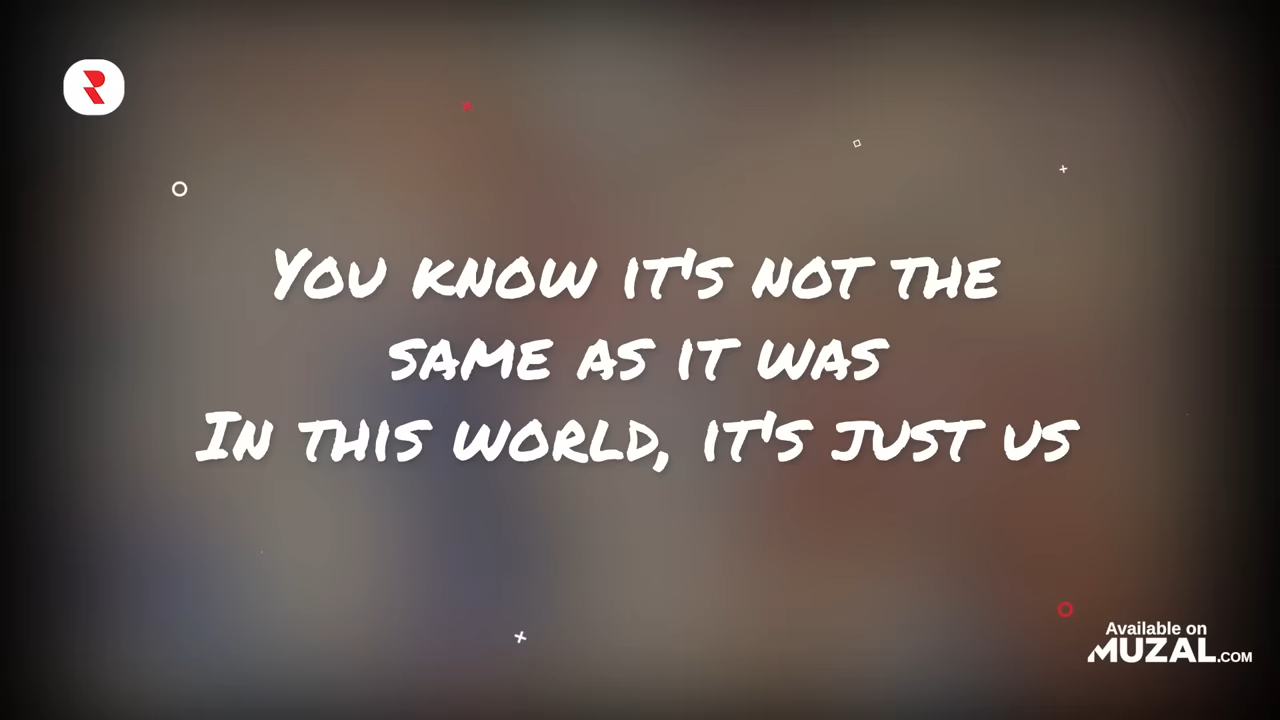 You know it's not the
same as it was
In this world, it's just us
Available on
MUZAL.COM